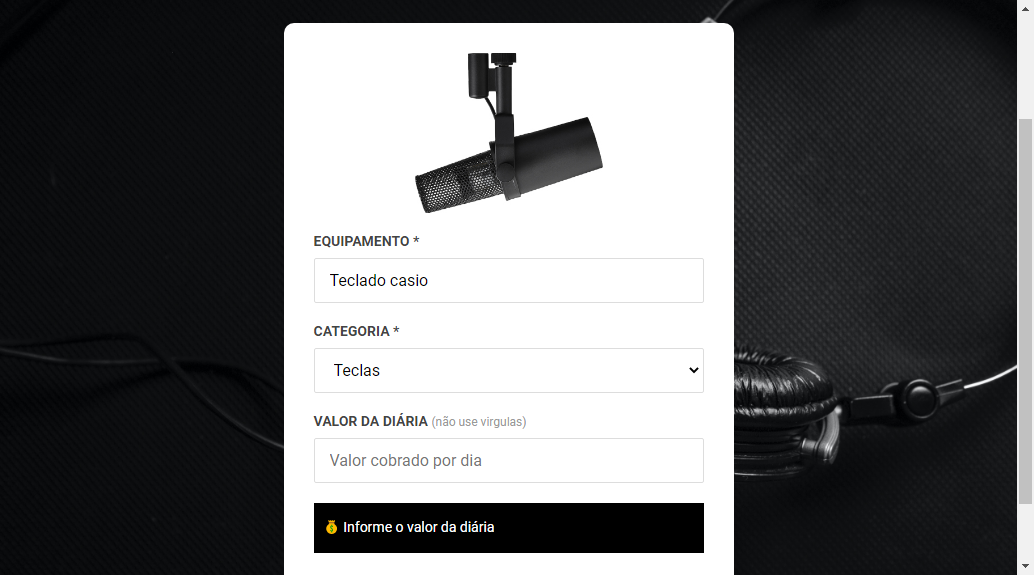 EQUIPAMENTO *
Teclado casio
CATEGORIA *
Teclas
VALOR DA DIÁRIA (não use virgulas)
Valor cobrado por dia
💰 Informe o valor da diária